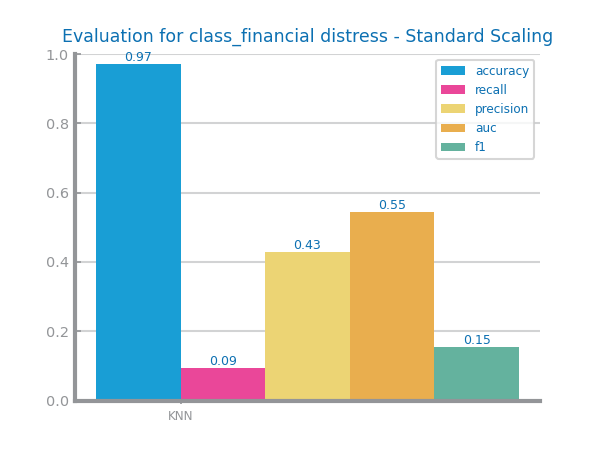 Evaluation for class_financial distress - Standard Scaling
1.0
0.8
0.6
0.4
0.2
0.0
0.97
0.09
0.43
0.55
0.15
accuracy
recall
precision
auc
f1
KNN